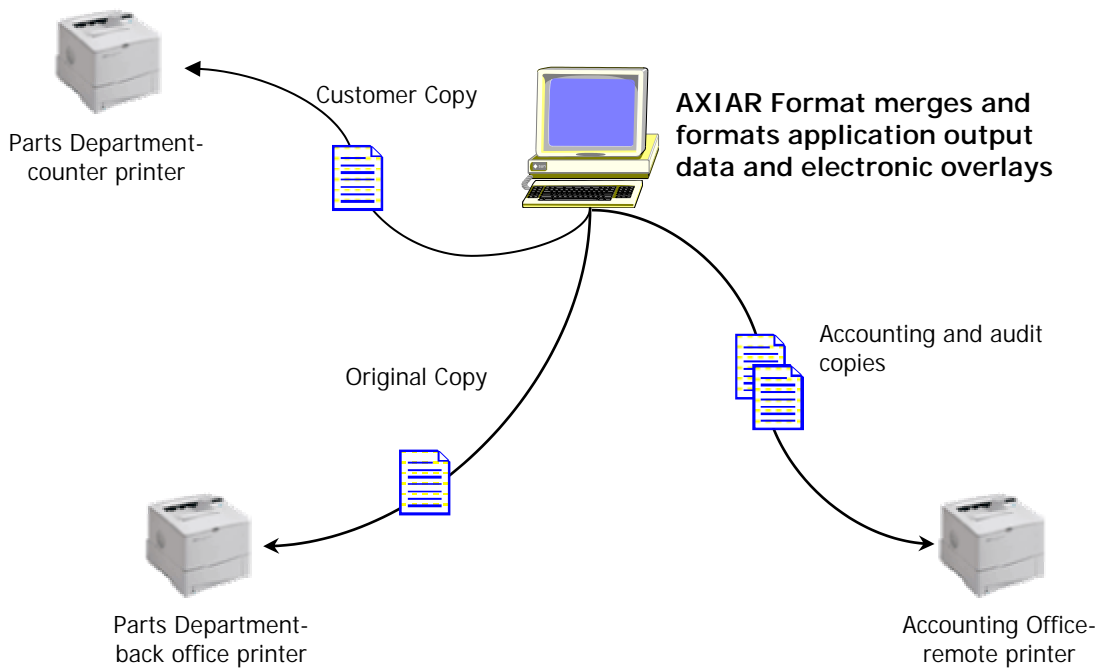 Customer Copy
AXIAR Format merges and
formats application output
data and electronic overlays
Parts Department-
counter printer
Accounting and audit
copies
Original Copy
Parts Department-
back office printer
Accounting Office-
remote printer